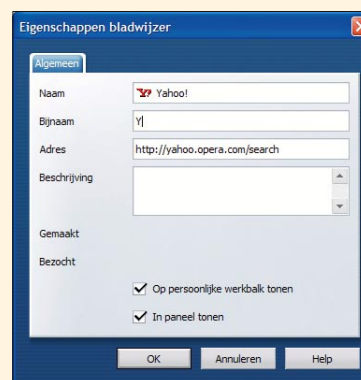 Eigenschappen bladwijzer
Algemeen
Naam Y? Yahoo!
Bijnaam Y
Adres http://yahoo.opera.com/search
Beschrijving
Gemaakt
Bezocht
Op persoonlijke werkbalk tonen
In paneel tonen
OK Annuleren Help